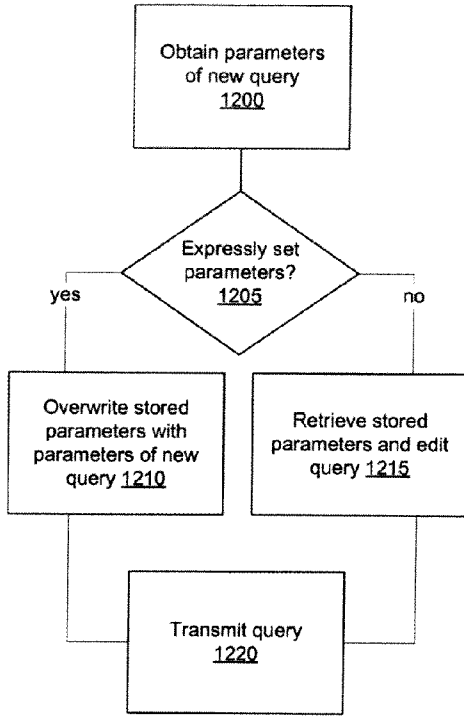 Obtain parameters
of new query
1200
Expressly set
parameters?
1205
yes
no
Overwrite stored
parameters with
parameters of new
query 1210
Retrieve stored
parameters and edit
query 1215
Transmit query
1220